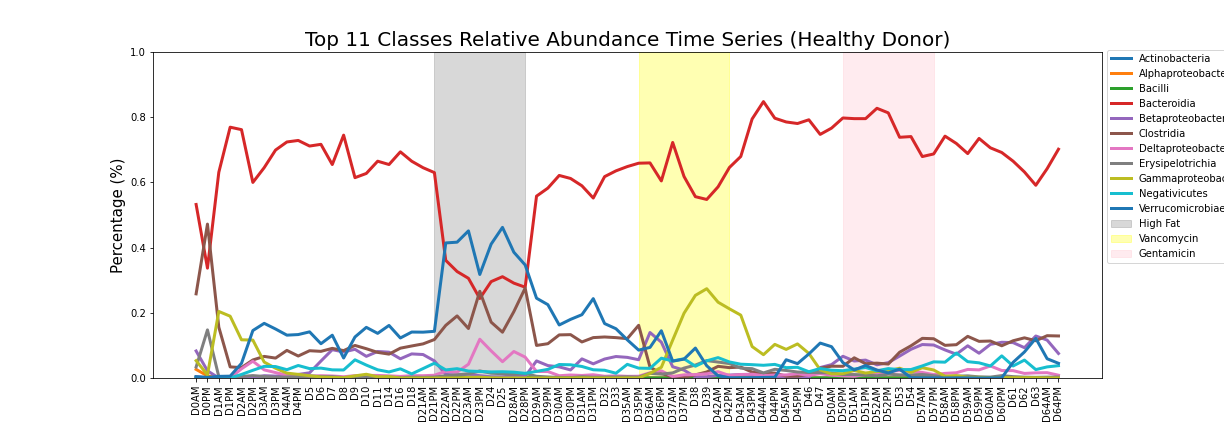 Top 11 Classes Relative Abundance Time Series (Healthy Donor)
Percentage (%)
1.0
0.8
0.6
0.4
0.2
0.0
D0AM
D0PM
D1AM
D1PM
D2AM
D2PM
D3AM
D3PM
D4AM
D4PM
D5
D6
D7
D8
D9
D10
D11
D14
D16
D18
D21AM
D21PM
D22AM
D22PM
D23AM
D23PM
D24
D25
D28AM
D28PM
D29AM
D29PM
D30AM
D30PM
D31AM
D31PM
D32
D33
D35AM
D35PM
D36AM
D36PM
D37AM
D37PM
D38
D39
D42AM
D42PM
D43AM
D43PM
D44AM
D44PM
D45AM
D45PM
D46
D47
D50AM
D50PM
D51AM
D51PM
D52AM
D52PM
D53
D54
D57AM
D57PM
D58AM
D58PM
D59AM
D59PM
D60AM
D60PM
D61
D62
D63
D64AM
D64PM
Actinobacteria
Alphaproteobacte
Bacilli
Bacteroidia
Betaproteobacter
Clostridia
Deltaproteobacte
Erysipelotrichia
Gammaproteobac
Negativicutes
Verrucomicrobiae
High Fat
Vancomycin
Gentamicin